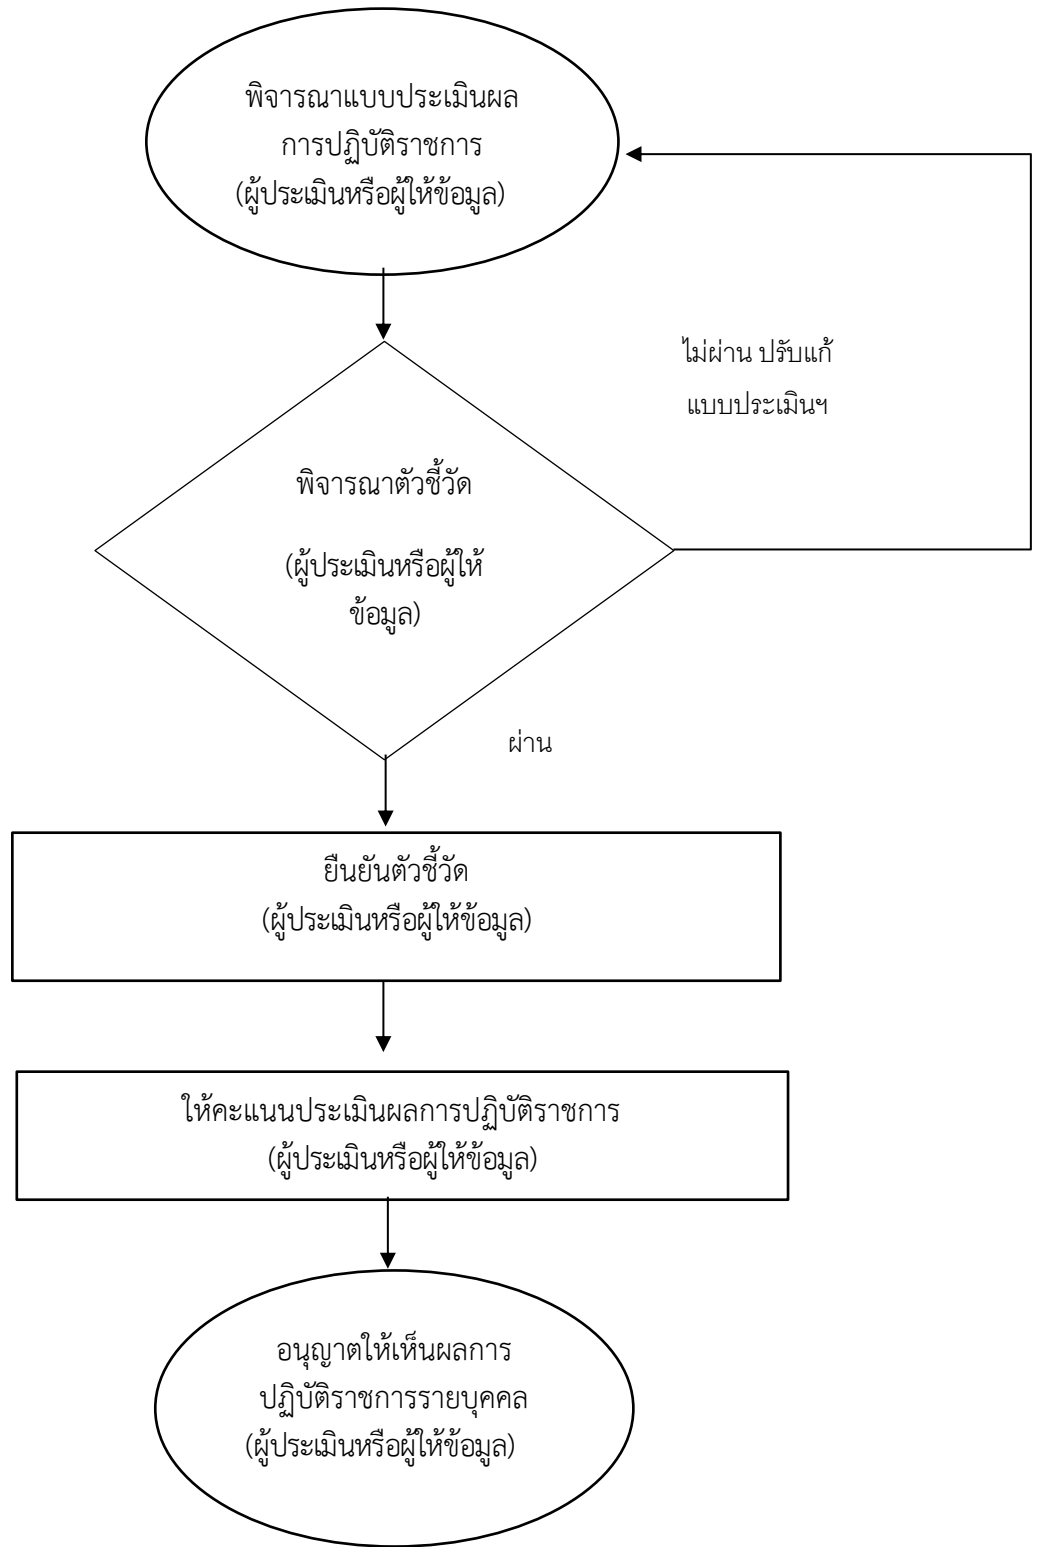 พิจารณาแบบประเมินผล
การปฏิบัติราชการ
(ผู้ประเมินหรือผู้ให้ข้อมูล)
ไม่ผ่าน ปรับแก้
แบบประเมินฯ
พิจารณาตัวชี้วัด
(ผู้ประเมินหรือผู้ให้
ข้อมูล)
ผ่าน
ยืนยันตัวชี้วัด
(ผู้ประเมินหรือผู้ให้ข้อมูล)
ให้คะแนนประเมินผลการปฏิบัติราชการ
(ผู้ประเมินหรือผู้ให้ข้อมูล)
อนุญาตให้เห็นผลการ
ปฏิบัติราชการรายบุคคล
(ผู้ประเมินหรือผู้ให้ข้อมูล)